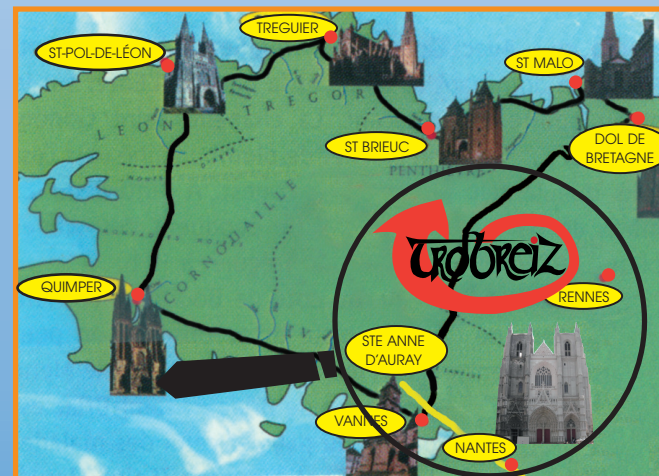 TREGUIER
ST-POL-DE-LÉON
ST MALO
LEON
TREGOR
ST BRIEUC
DOL DE
BRETAGNE
PENTHIEVRE
CORNOUAILLE
TROBREIZ
QUIMPER
RENNES
STE ANNE
D'AURAY
VANNES
NANTES